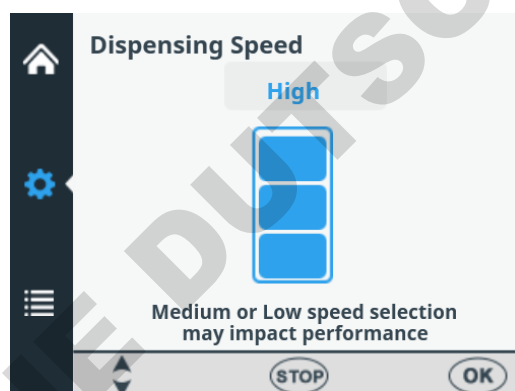 Dispensing Speed
High
Medium or Low speed selection
may impact performance
STOP
OK